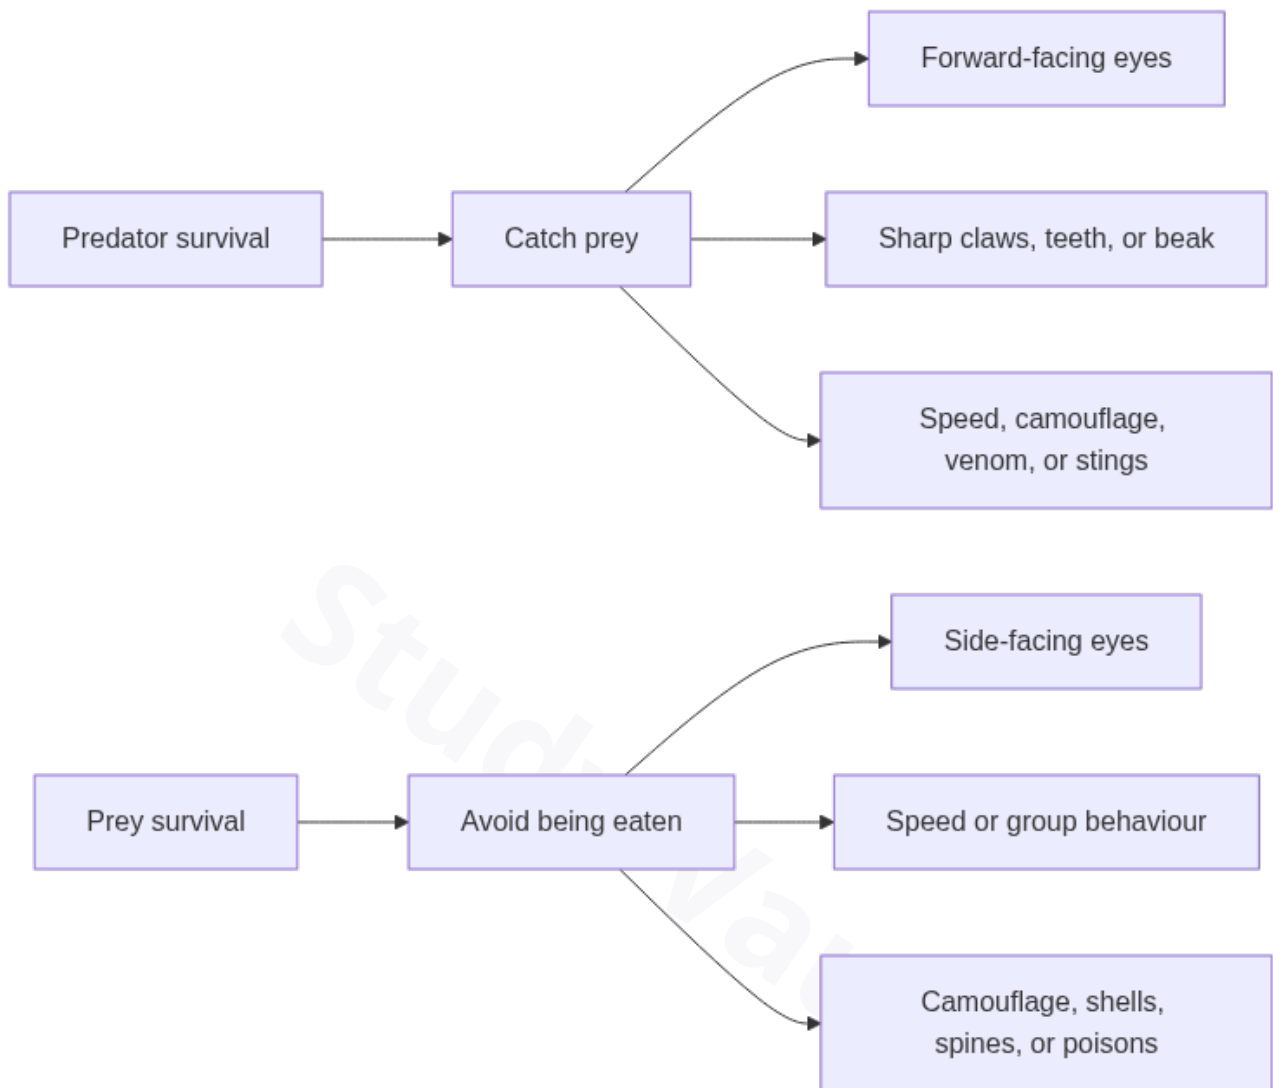 Forward-facing eyes
Predator survival
Catch prey
Sharp claws, teeth, or beak
Speed, camouflage,
venom, or stings
Side-facing eyes
Prey survival
Avoid being eaten
Speed or group behaviour
Camouflage, shells,
spines, or poisons